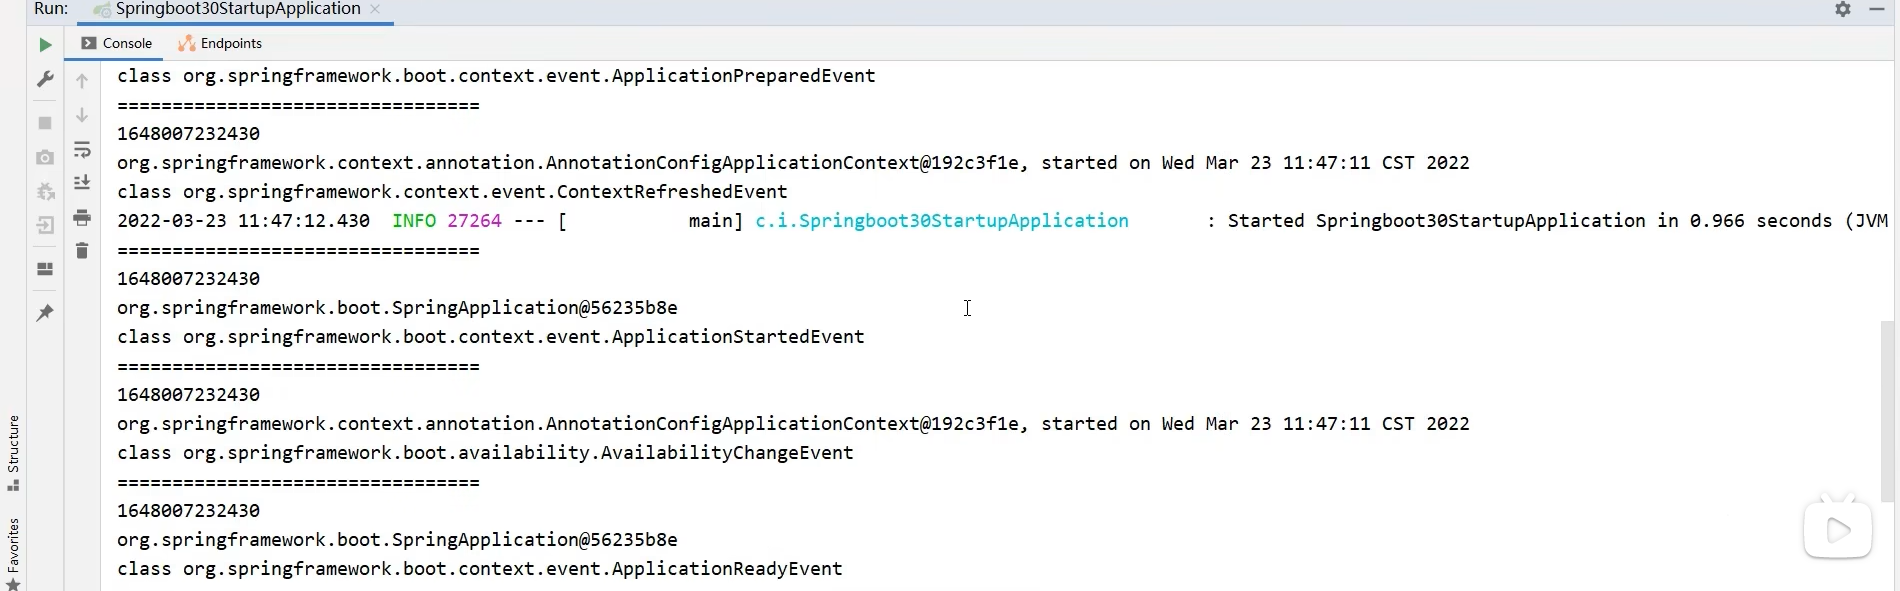 Run: Springboot30StartupApplication
Console Endpoints
class org.springframework.boot.context.event.ApplicationPreparedEvent
=================================
1648007232430
org.springframework.context.annotation.AnnotationConfigApplicationContext@192c3f1e, started on Wed Mar 23 11:47:11 CST 2022
class org.springframework.context.event.ContextRefreshedEvent
2022-03-23 11:47:12.430  INFO 27264 --- [           main] c.i.Springboot30StartupApplication       : Started Springboot30StartupApplication in 0.966 seconds (JVM
=================================
1648007232430
org.springframework.boot.SpringApplication@56235b8e
class org.springframework.boot.context.event.ApplicationStartedEvent
=================================
1648007232430
org.springframework.context.annotation.AnnotationConfigApplicationContext@192c3f1e, started on Wed Mar 23 11:47:11 CST 2022
class org.springframework.boot.availability.AvailabilityChangeEvent
=================================
1648007232430
org.springframework.boot.SpringApplication@56235b8e
class org.springframework.boot.context.event.ApplicationReadyEvent
Structure
Favorites